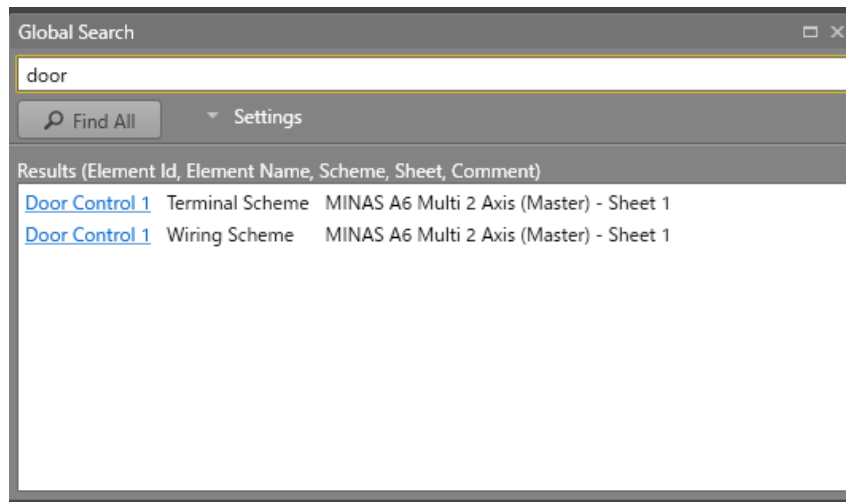 Global Search
door
Find All Settings
Results (Element Id, Element Name, Scheme, Sheet, Comment)
Door Control 1 Terminal Scheme MINAS A6 Multi 2 Axis (Master) - Sheet 1
Door Control 1 Wiring Scheme MINAS A6 Multi 2 Axis (Master) - Sheet 1